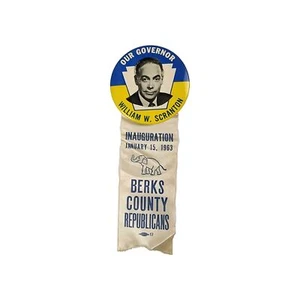 OUR GOVERNOR
WILLIAM W. SCRANTON
INAUGURATION
JANUARY 15, 1963
BERKS
COUNTY
REPUBLICANS